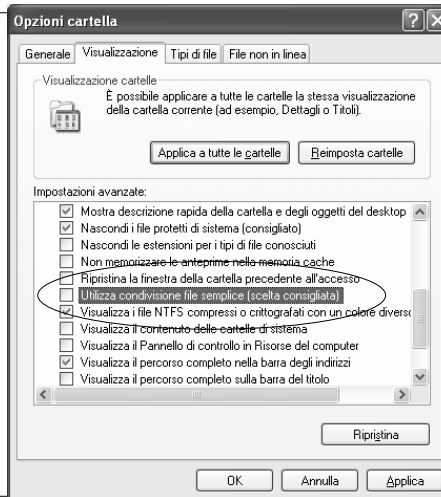 Opzioni cartella
Generale Visualizzazione Tipi di file File non in linea
Visualizzazione cartelle
È possibile applicare a tutte le cartelle la stessa visualizzazione
della cartella corrente (ad esempio, Dettagli o Titoli).
Applica a tutte le cartelle Reimposta cartelle
Impostazioni avanzate:
Mostra descrizione rapida della cartella e degli oggetti del desktop
Nascondi i file protetti di sistema (consigliato)
Nascondi le estensioni per i tipi di file conosciuti
Non memorizzare le anteprime nella memoria cache
Ripristina la finestra della cartella precedente all'accesso
Utilizza condivisione file semplice (scelta consigliata)
Visualizza i file NTFS compressi o crittografati con un colore diverso
Visualizza il contenuto delle cartelle di sistema
Visualizza il Pannello di controllo in Risorse del computer
Visualizza il percorso completo nella barra degli indirizzi
Visualizza il percorso completo sulla barra del titolo
Ripristina
OK Annulla Applica